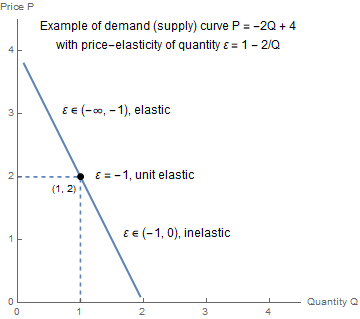 Price P
Example of demand (supply) curve P = −2Q + 4
with price−elasticity of quantity ε = 1 − 2/Q
4
ε ∈ (−∞, −1), elastic
3
2
ε = −1, unit elastic
(1, 2)
1
ε ∈ (−1, 0), inelastic
0
Quantity Q
0 1 2 3 4